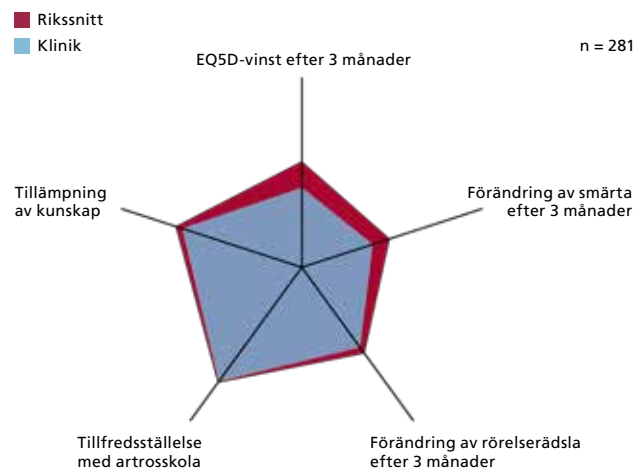 Rikssnitt
Klinik
n = 281
EQ5D-vinst efter 3 månader
Tillämpning
av kunskap
Förändring av smärta
efter 3 månader
Tillfredsställelse
med artrosskola
Förändring av rörelserädsla
efter 3 månader